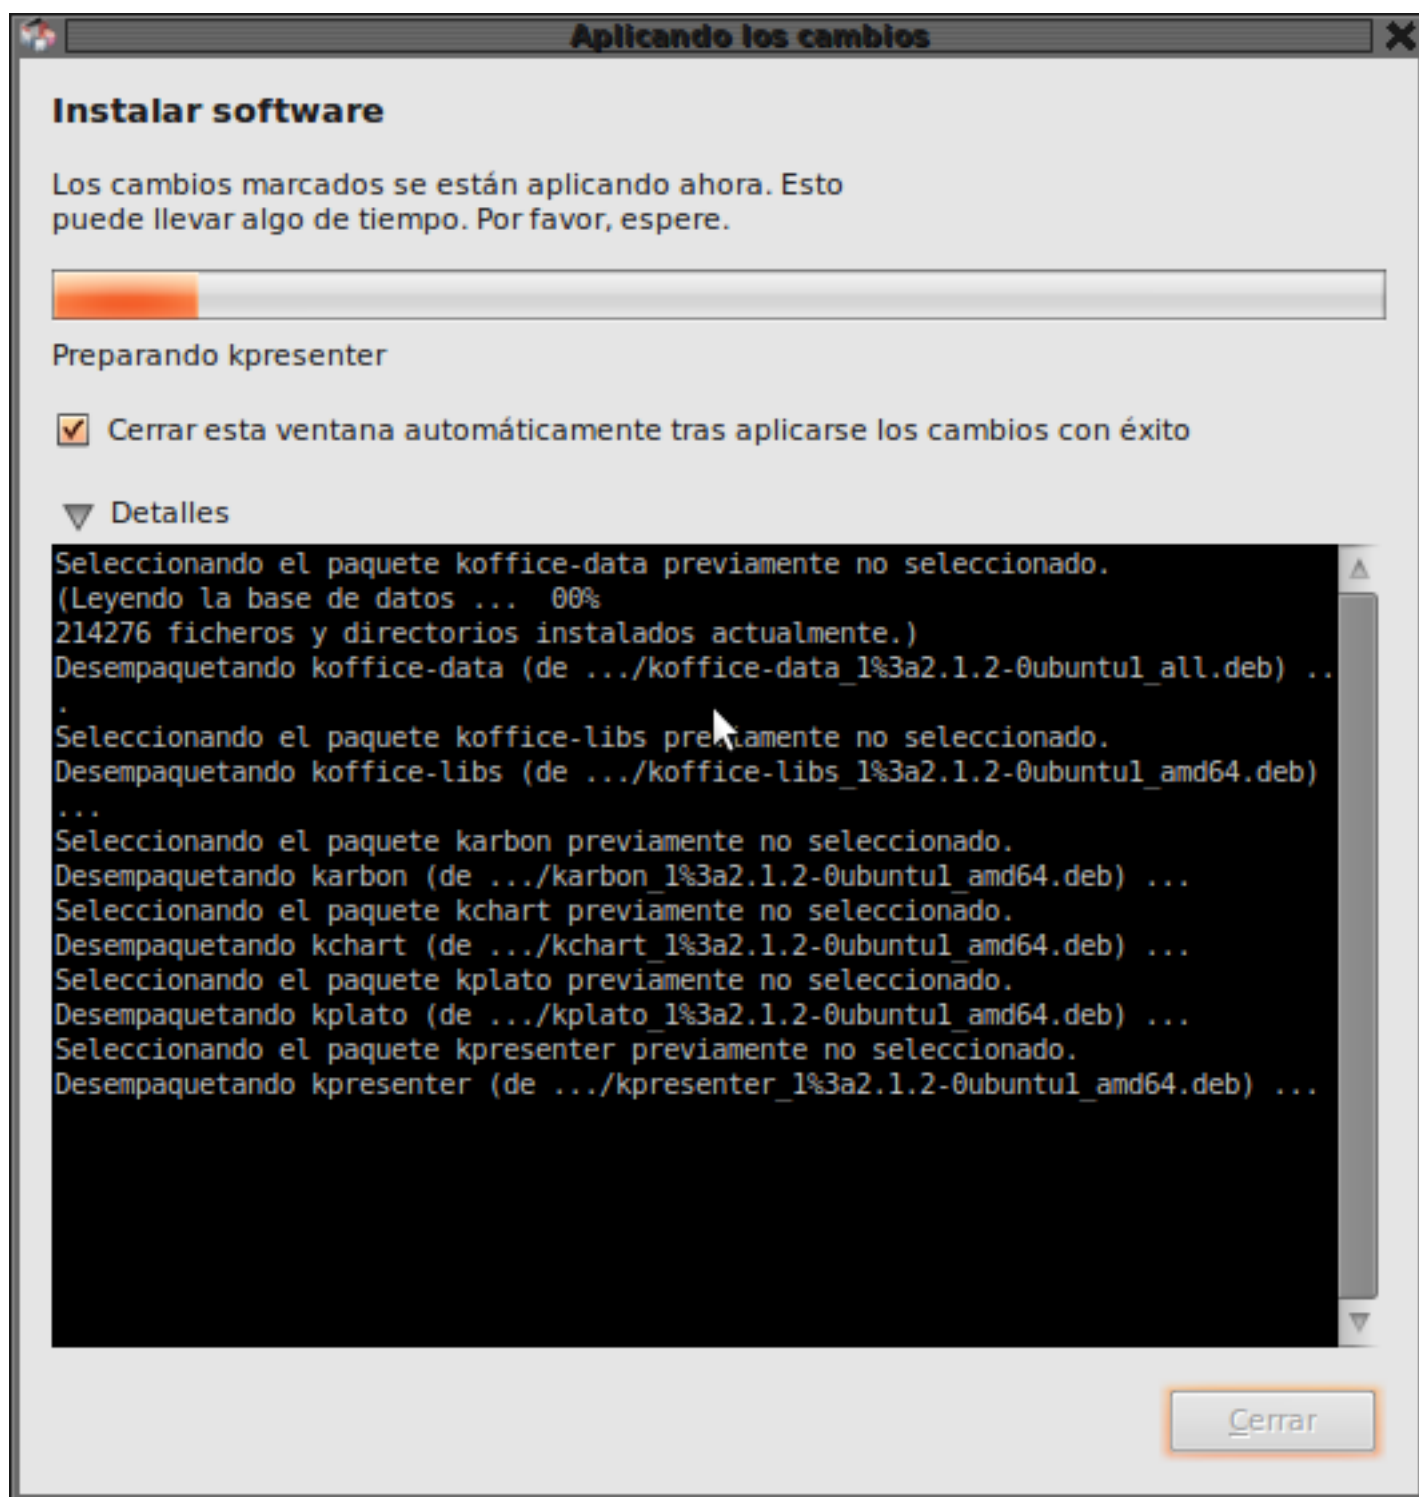 Aplicando los cambios
Instalar software
Los cambios marcados se están aplicando ahora. Esto
puede llevar algo de tiempo. Por favor, espere.
Preparando kpresenter
Cerrar esta ventana automáticamente tras aplicarse los cambios con éxito
Detalles
Seleccionando el paquete koffice-data previamente no seleccionado.
(Leyendo la base de datos ...  00%
214276 ficheros y directorios instalados actualmente.)
Desempaquetando koffice-data (de .../koffice-data_1%3a2.1.2-0ubuntu1_all.deb) ..
.
Seleccionando el paquete koffice-libs previamente no seleccionado.
Desempaquetando koffice-libs (de .../koffice-libs_1%3a2.1.2-0ubuntu1_amd64.deb)
...
Seleccionando el paquete karbon previamente no seleccionado.
Desempaquetando karbon (de .../karbon_1%3a2.1.2-0ubuntu1_amd64.deb) ...
Seleccionando el paquete kchart previamente no seleccionado.
Desempaquetando kchart (de .../kchart_1%3a2.1.2-0ubuntu1_amd64.deb) ...
Seleccionando el paquete kplato previamente no seleccionado.
Desempaquetando kplato (de .../kplato_1%3a2.1.2-0ubuntu1_amd64.deb) ...
Seleccionando el paquete kpresenter previamente no seleccionado.
Desempaquetando kpresenter (de .../kpresenter_1%3a2.1.2-0ubuntu1_amd64.deb) ...
Cerrar